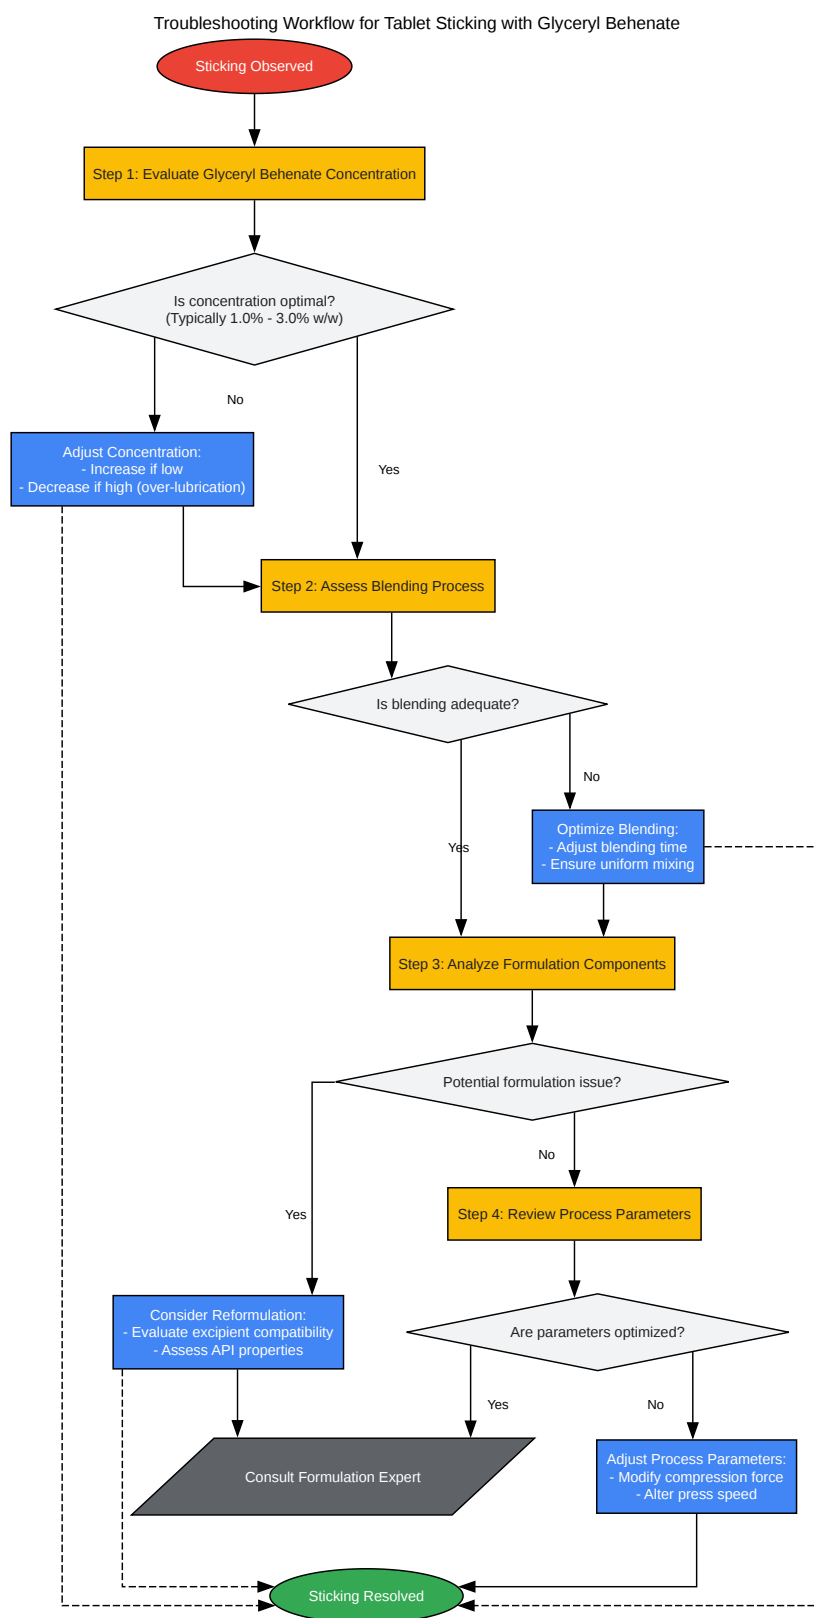 Troubleshooting Workflow for Tablet Sticking with Glyceryl Behenate
Sticking Observed
Step 1: Evaluate Glyceryl Behenate Concentration
Is concentration optimal?
(Typically 1.0% - 3.0% w/w)
No
Adjust Concentration:
- Increase if low
- Decrease if high (over-lubrication)
Yes
Step 2: Assess Blending Process
Is blending adequate?
No
Optimize Blending:
- Adjust blending time
- Ensure uniform mixing
Yes
Step 3: Analyze Formulation Components
Potential formulation issue?
No
Yes
Step 4: Review Process Parameters
Consider Reformulation:
- Evaluate excipient compatibility
- Assess API properties
Are parameters optimized?
Yes
No
Consult Formulation Expert
Adjust Process Parameters:
- Modify compression force
- Alter press speed
Sticking Resolved